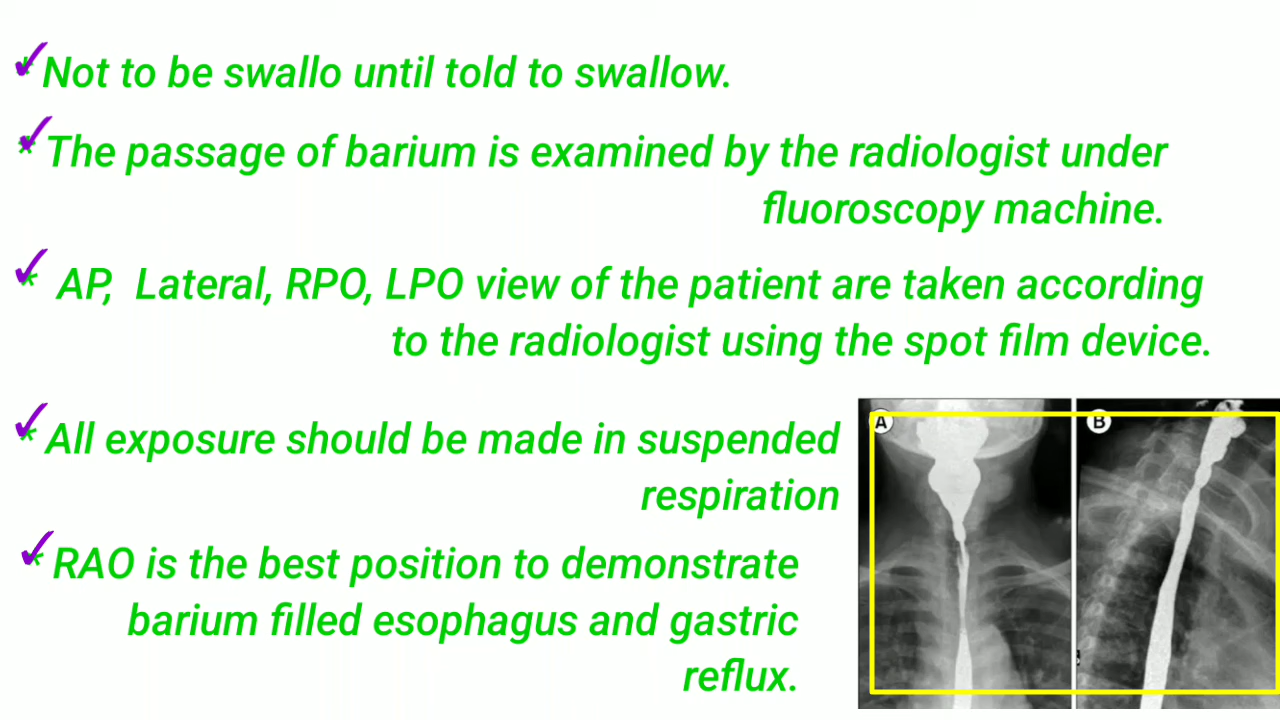 * Not to be swallo until told to swallow.
* The passage of barium is examined by the radiologist under
fluoroscopy machine.
* AP, Lateral, RPO, LPO view of the patient are taken according
to the radiologist using the spot film device.
* All exposure should be made in suspended
respiration
* RAO is the best position to demonstrate
barium filled esophagus and gastric
reflux.
A
B